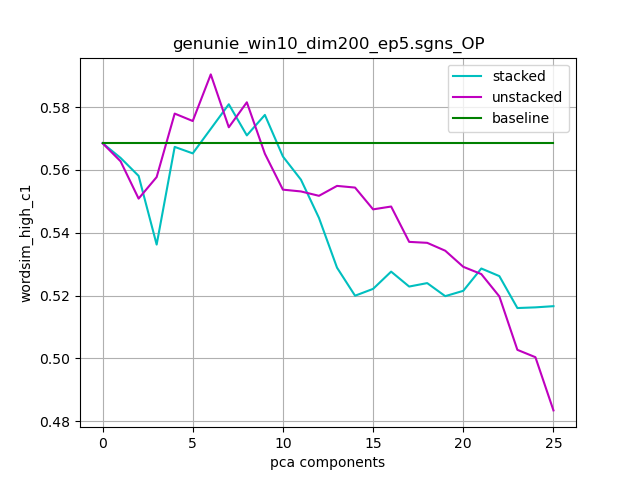 genunie_win10_dim200_ep5.sgns_OP
stacked
unstacked
baseline
wordsim_high_c1
0.58
0.56
0.54
0.52
0.50
0.48
0 5 10 15 20 25
pca components